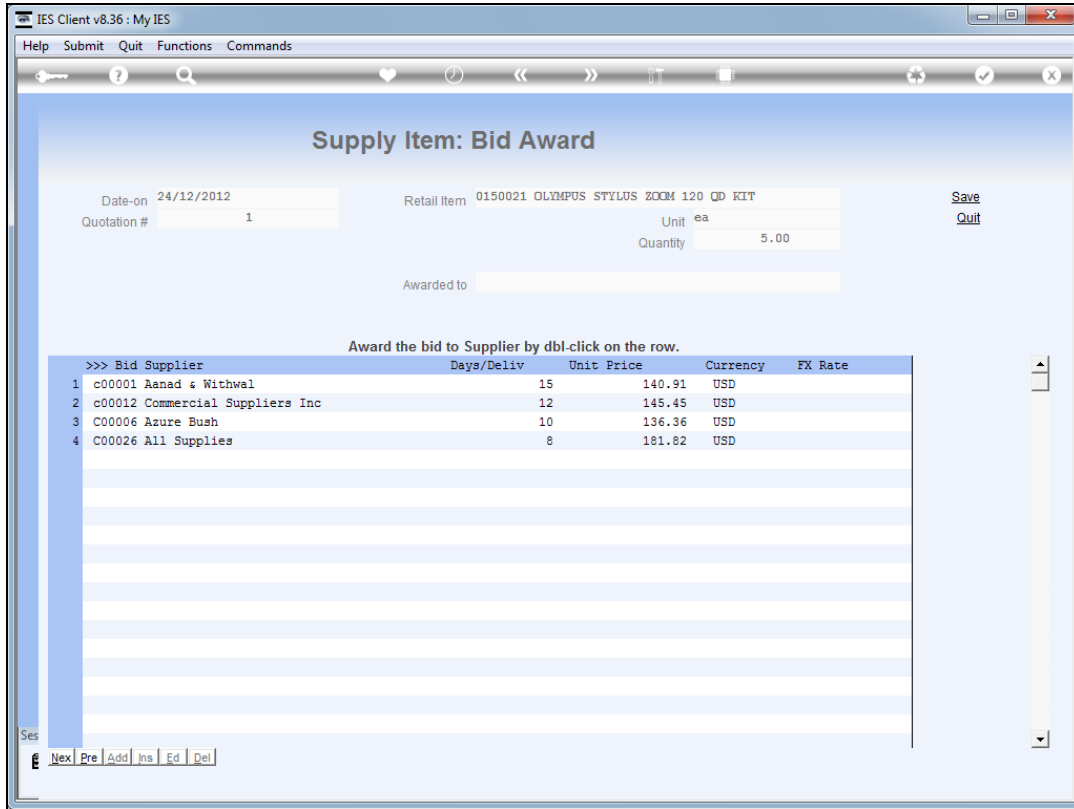 IES Client v8.36 : My IES
Help Submit Quit Functions Commands
Supply Item: Bid Award
Date-on 24/12/2012 Retail Item 0150021 OLYMPUS STYLUS ZOOM 120 QD KIT Save
Quotation # 1 Unit ea Quit
Quantity 5.00
Awarded to
Award the bid to Supplier by dbl-click on the row.
>>> Bid Supplier Days/Deliv Unit Price Currency FX Rate
1 c00001 Aanad & Withwal 15 140.91 USD
2 c00012 Commercial Suppliers Inc 12 145.45 USD
3 C00006 Azure Bush 10 136.36 USD
4 C00026 All Supplies 8 181.82 USD
Ses
Nex Pre Add Ins Ed Del